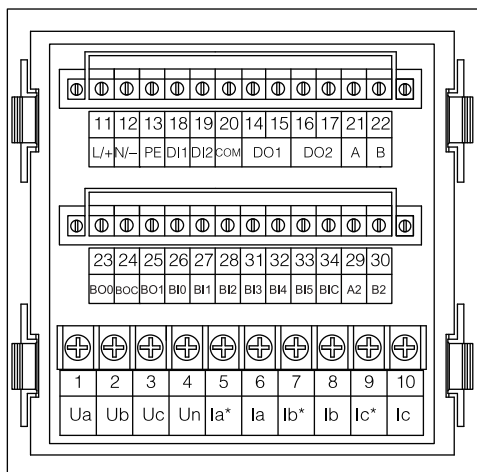 11 12 13 18 19 20 14 15 16 17 21 22
L/+ N/− PE DI1 DI2 COM DO1 DO2 A B
23 24 25 26 27 28 31 32 33 34 29 30
BO0 BOC BO1 BI0 BI1 BI2 BI3 BI4 BI5 BIC A2 B2
1 2 3 4 5 6 7 8 9 10
Ua Ub Uc Un Ia* Ia Ib* Ib Ic* Ic